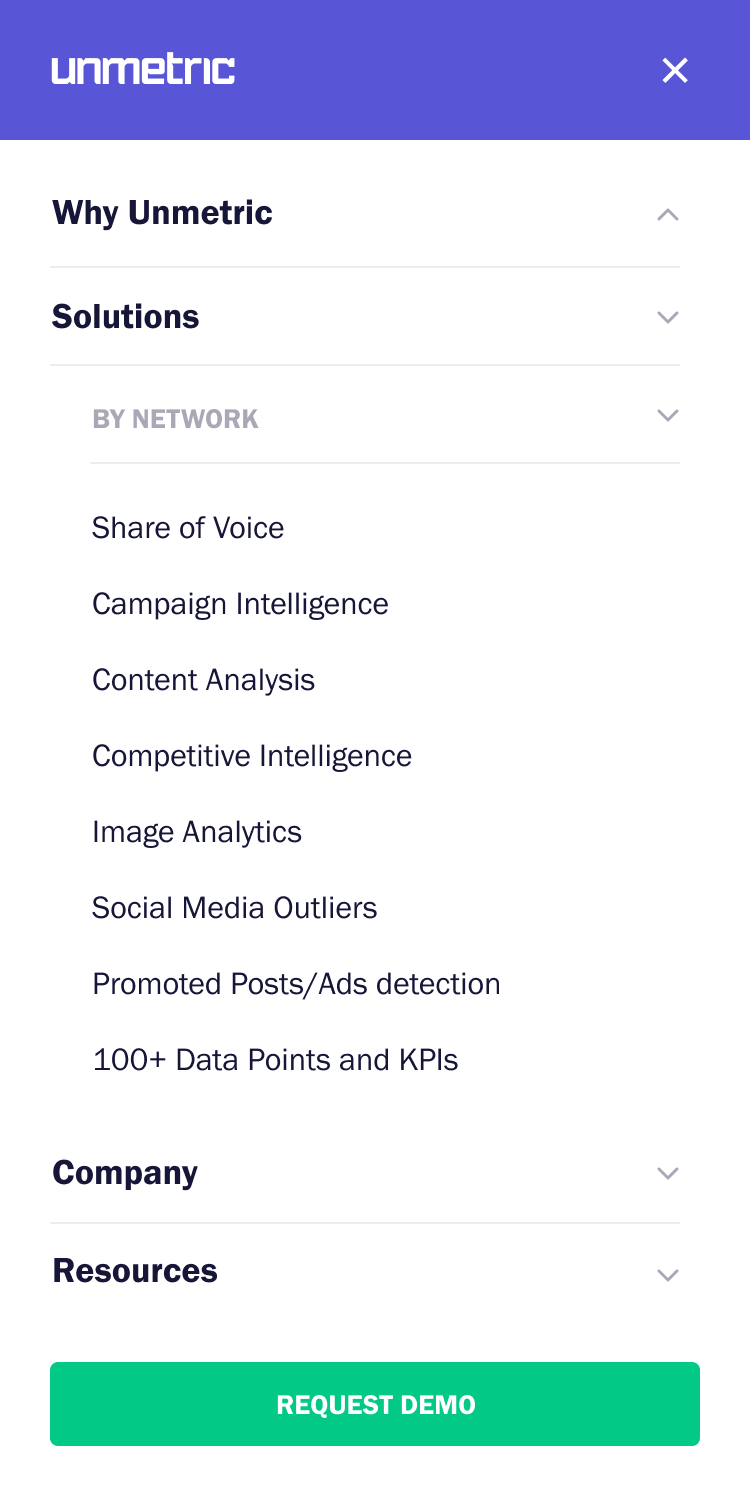 unmetric
Why Unmetric
Solutions
BY NETWORK
Share of Voice
Campaign Intelligence
Content Analysis
Competitive Intelligence
Image Analytics
Social Media Outliers
Promoted Posts/Ads detection
100+ Data Points and KPIs
Company
Resources
REQUEST DEMO